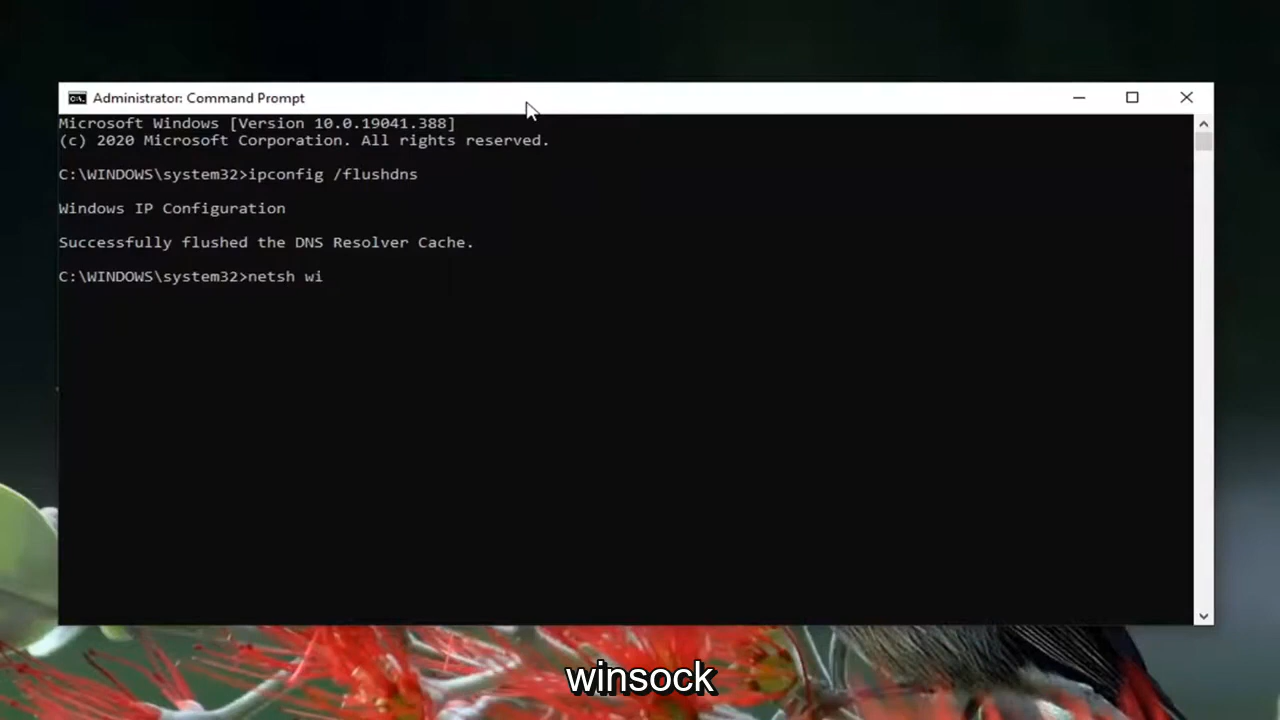 Administrator: Command Prompt
Microsoft Windows [Version 10.0.19041.388]
(c) 2020 Microsoft Corporation. All rights reserved.
C:\WINDOWS\system32>ipconfig /flushdns
Windows IP Configuration
Successfully flushed the DNS Resolver Cache.
C:\WINDOWS\system32>netsh wi
winsock